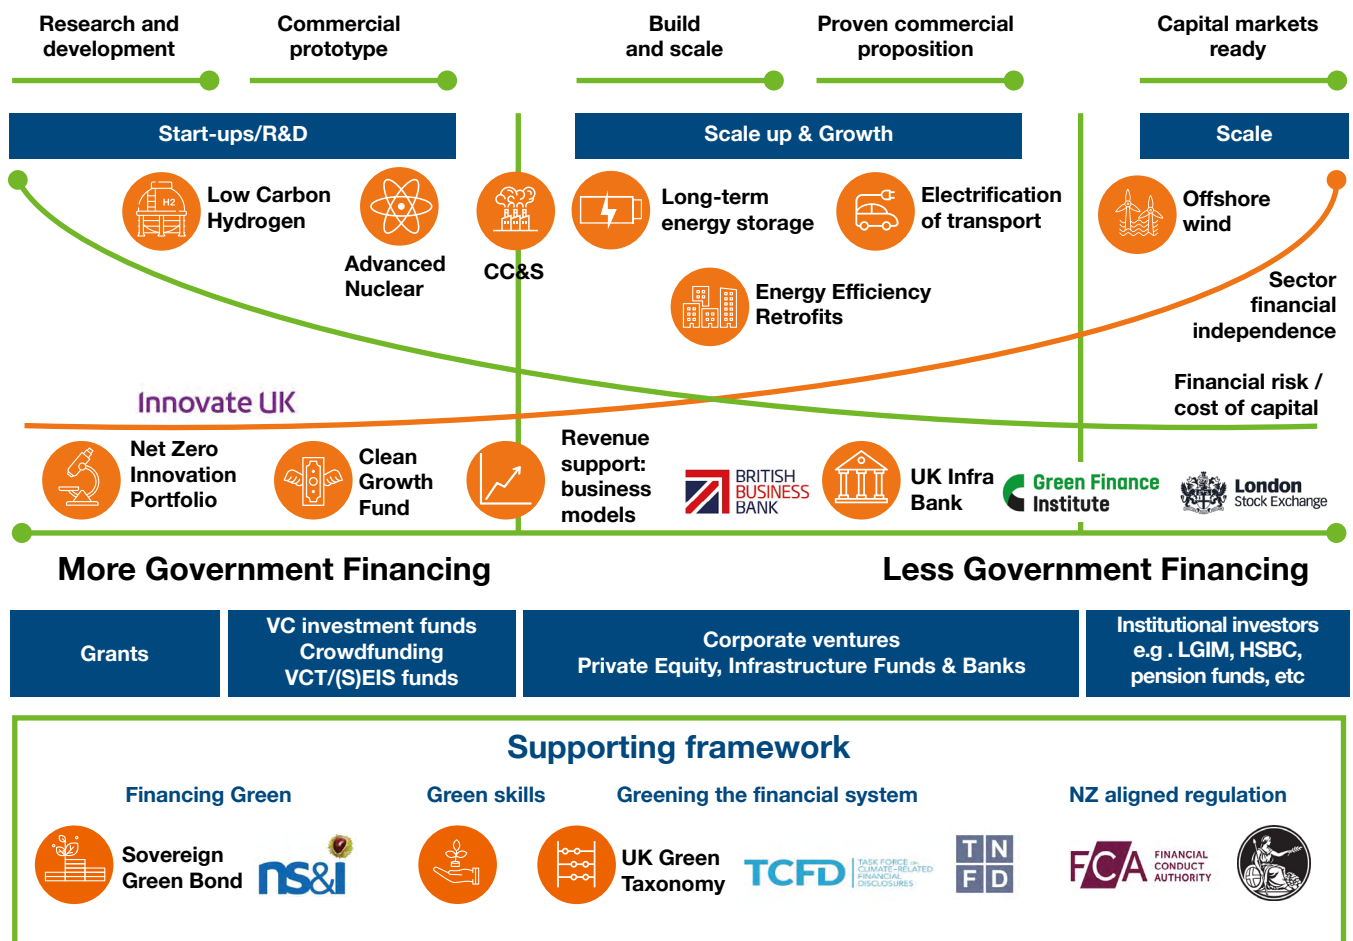 Research and
development
Commercial
prototype
Build
and scale
Proven commercial
proposition
Capital markets
ready
Start-ups/R&D
Scale up & Growth
Scale
H2
Low Carbon
Hydrogen
Advanced
Nuclear
CC&S
Long-term
energy storage
Electrification
of transport
Offshore
wind
Energy Efficiency
Retrofits
Sector
financial
independence
Financial risk /
cost of capital
Innovate UK
Net Zero
Innovation
Portfolio
Clean
Growth
Fund
Revenue
support:
business
models
BRITISH
BUSINESS
BANK
UK Infra
Bank
Green Finance
Institute
London
Stock Exchange
More Government Financing
Less Government Financing
Grants
VC investment funds
Crowdfunding
VCT/(S)EIS funds
Corporate ventures
Private Equity, Infrastructure Funds & Banks
Institutional investors
e.g . LGIM, HSBC,
pension funds, etc
Supporting framework
Financing Green
Green skills
Greening the financial system
NZ aligned regulation
Sovereign
Green Bond
ns&i
UK Green
Taxonomy
TCFD
TASK FORCE ON
CLIMATE-RELATED
FINANCIAL
DISCLOSURES
TN
FD
FCA
FINANCIAL
CONDUCT
AUTHORITY